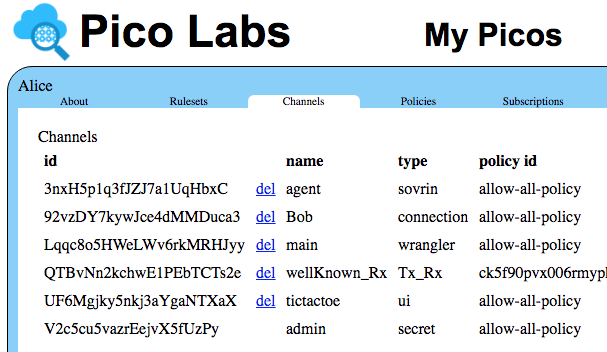 Pico Labs My Picos
Alice
About Rulesets Channels Policies Subscriptions
Channels
id name type policy id
3nxH5p1q3fJZJ7a1UqHbxC del agent sovrin allow-all-policy
92vzDY7kywJce4dMMDuca3 del Bob connection allow-all-policy
Lqqc8o5HWeLWv6rkMRHJyy del main wrangler allow-all-policy
QTBvNn2kchwE1PEbTCTs2e del wellKnown_Rx Tx_Rx ck5f90pvx006rmypl
UF6Mgjky5nkj3aYgaNTXaX del tictactoe ui allow-all-policy
V2c5cu5vazrEejvX5fUzPy admin secret allow-all-policy